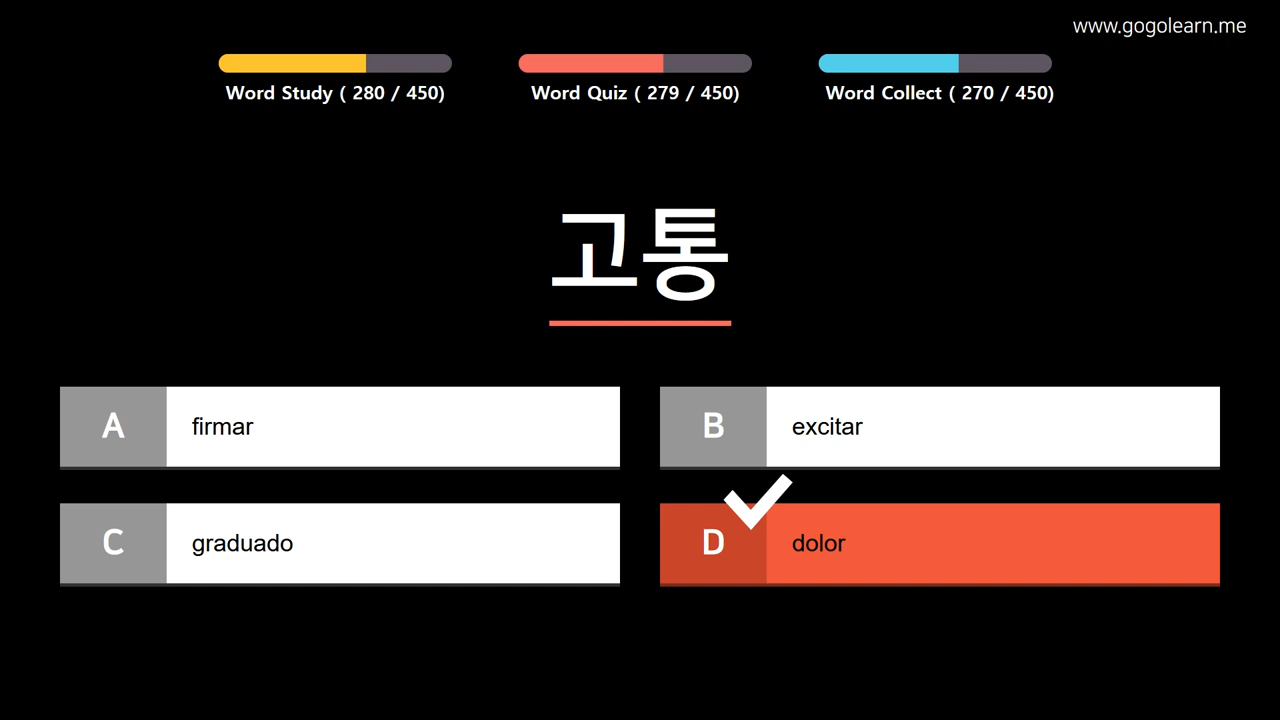 www.gogolearn.me
Word Study ( 280 / 450)
Word Quiz ( 279 / 450)
Word Collect ( 270 / 450)
고통
A firmar
B excitar
C graduado
D dolor